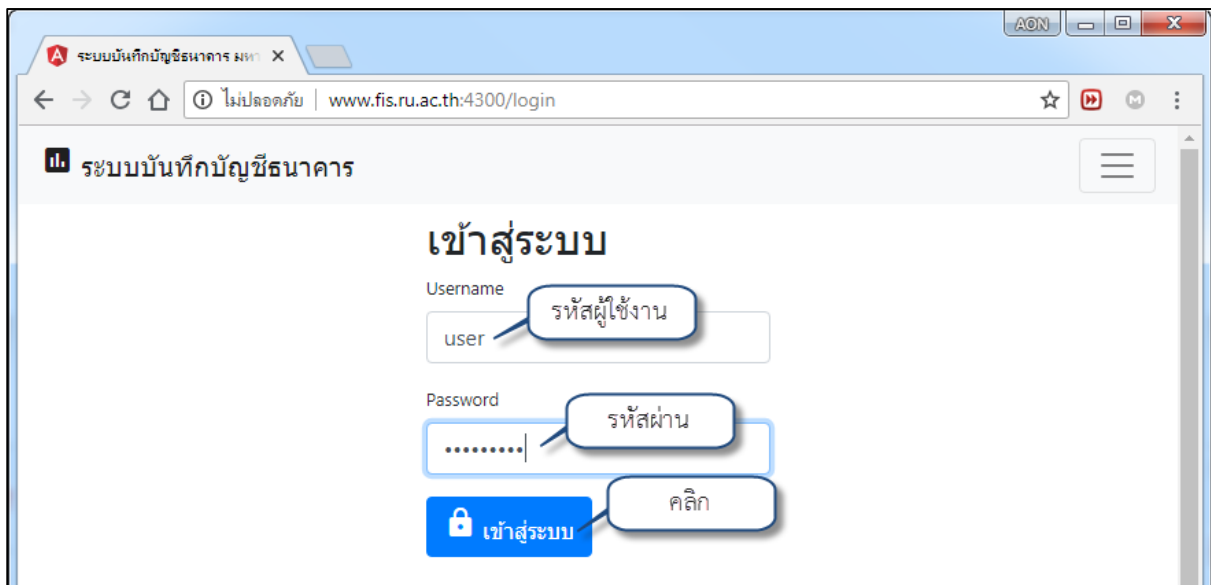 AON
ระบบบันทึกบัญชีธนาคาร มหา
ไม่ปลอดภัย | www.fis.ru.ac.th:4300/login
ระบบบันทึกบัญชีธนาคาร
เข้าสู่ระบบ
Username
รหัสผู้ใช้งาน
user
Password
รหัสผ่าน
•••••••••
คลิก
เข้าสู่ระบบ